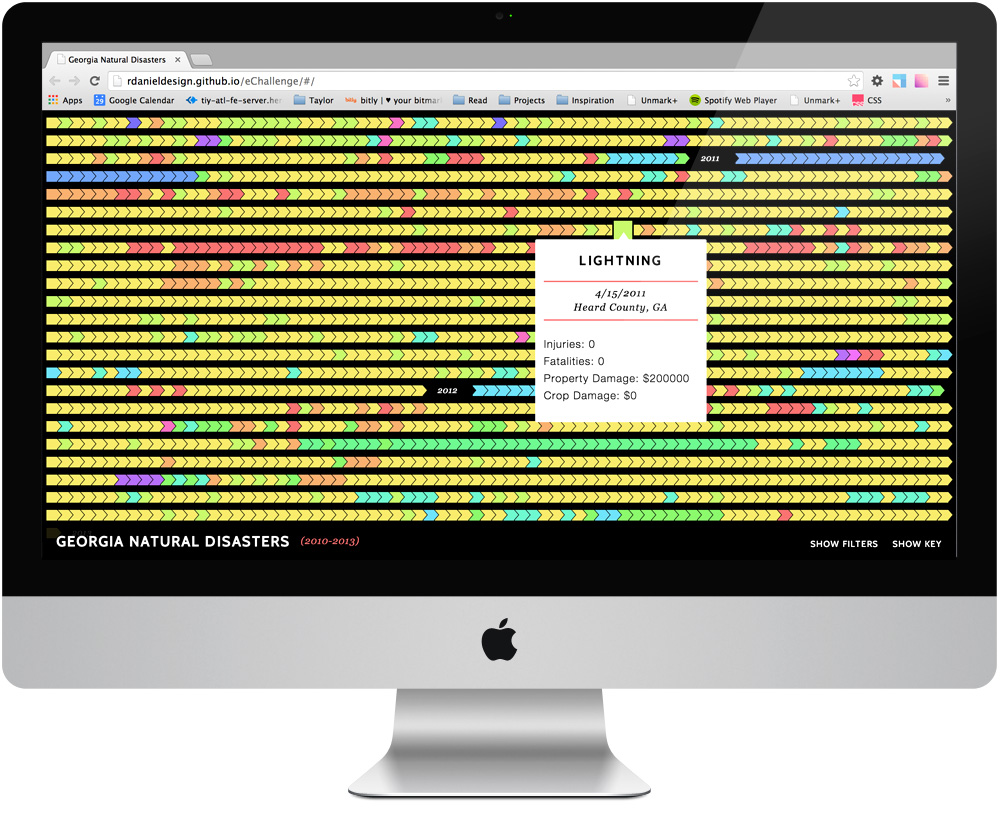 Georgia Natural Disasters
rdanieldesign.github.io/eChallenge/#/
Apps 29 Google Calendar tiy-atl-fe-server.her Taylor bitly | ♥ your bitmar Read Projects Inspiration Unmark+ Spotify Web Player Unmark+ CSS »
2011
LIGHTNING
4/15/2011
Heard County, GA
Injuries: 0
Fatalities: 0
Property Damage: $200000
Crop Damage: $0
2012
GEORGIA NATURAL DISASTERS (2010-2013) SHOW FILTERS SHOW KEY